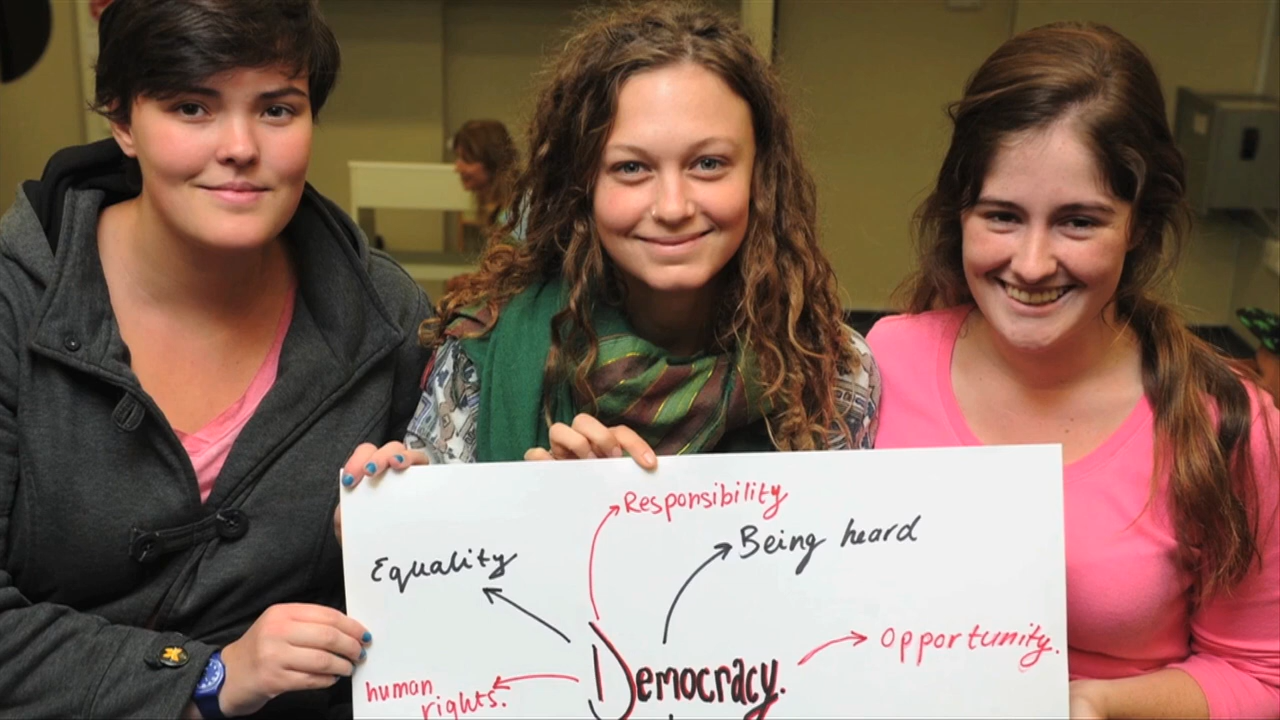 Responsibility
Being heard
Equality
Opportunity.
human
rights.
Democracy.